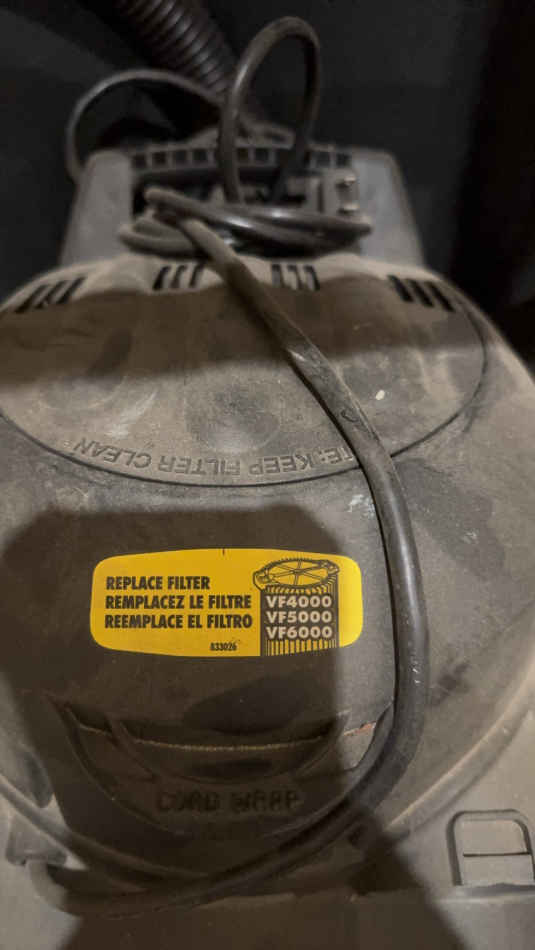 TE: KEEP FILTER CLEAN
REPLACE FILTER
REMPLACEZ LE FILTRE
REEMPLACE EL FILTRO
VF4000
VF5000
VF6000
833026
CORD WRAP